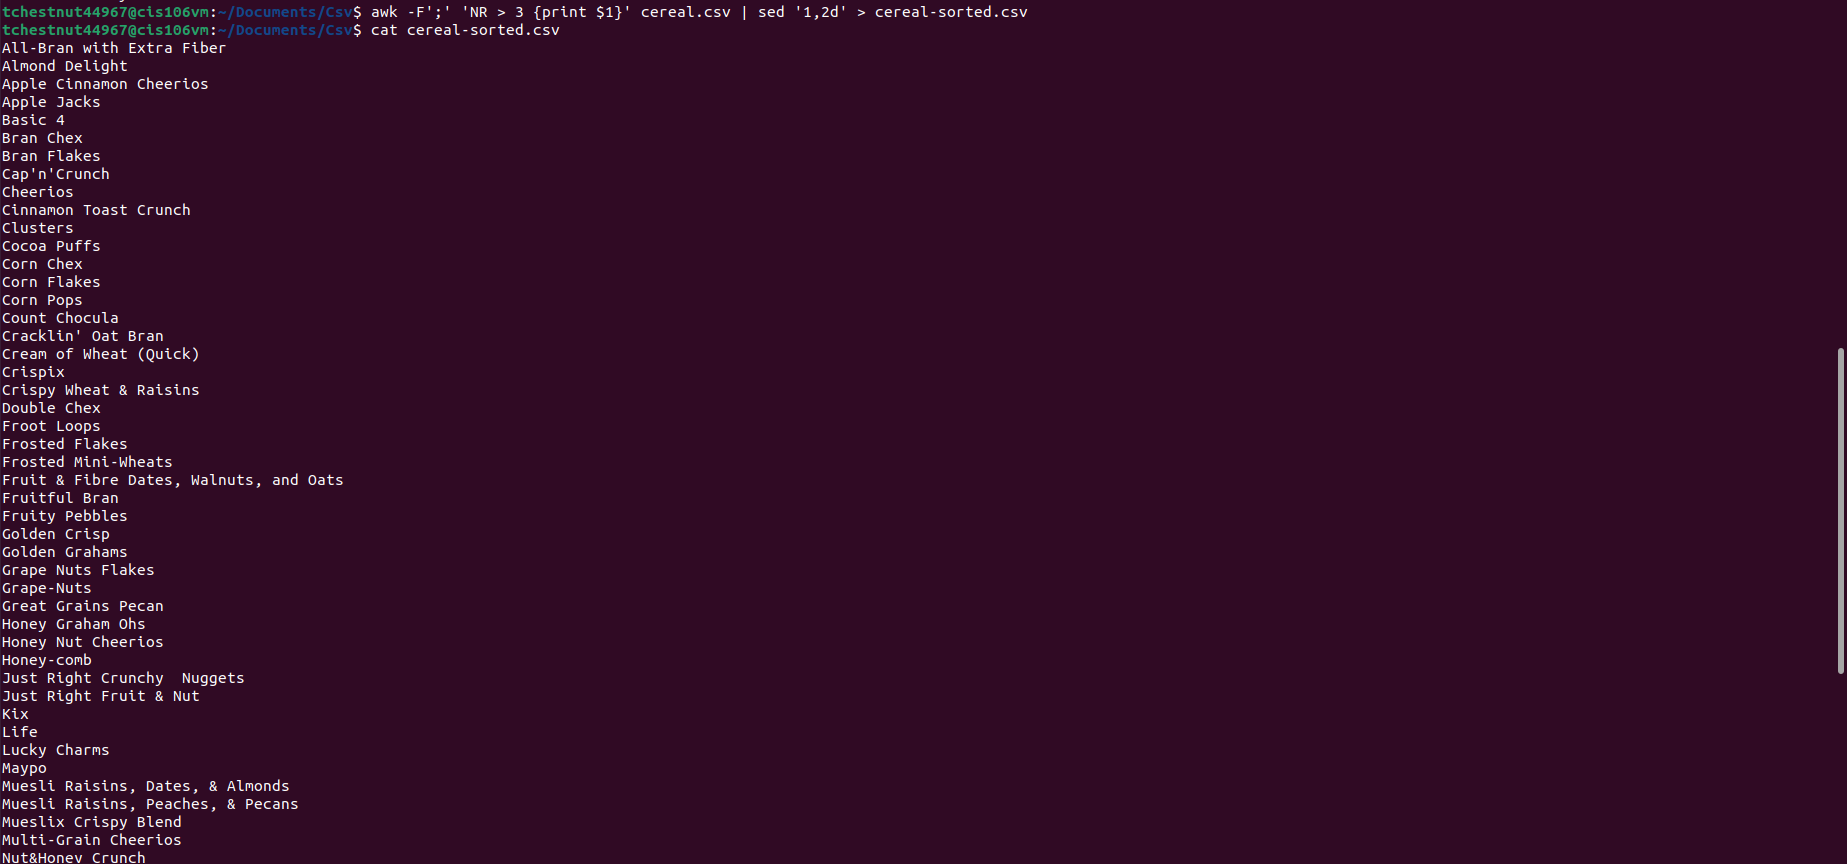 tchestnut44967@cis106vm:~/Documents/Csv$ awk -F';' 'NR > 3 {print $1}' cereal.csv | sed '1,2d' > cereal-sorted.csv
tchestnut44967@cis106vm:~/Documents/Csv$ cat cereal-sorted.csv
All-Bran with Extra Fiber
Almond Delight
Apple Cinnamon Cheerios
Apple Jacks
Basic 4
Bran Chex
Bran Flakes
Cap'n'Crunch
Cheerios
Cinnamon Toast Crunch
Clusters
Cocoa Puffs
Corn Chex
Corn Flakes
Corn Pops
Count Chocula
Cracklin' Oat Bran
Cream of Wheat (Quick)
Crispix
Crispy Wheat & Raisins
Double Chex
Froot Loops
Frosted Flakes
Frosted Mini-Wheats
Fruit & Fibre Dates, Walnuts, and Oats
Fruitful Bran
Fruity Pebbles
Golden Crisp
Golden Grahams
Grape Nuts Flakes
Grape-Nuts
Great Grains Pecan
Honey Graham Ohs
Honey Nut Cheerios
Honey-comb
Just Right Crunchy  Nuggets
Just Right Fruit & Nut
Kix
Life
Lucky Charms
Maypo
Muesli Raisins, Dates, & Almonds
Muesli Raisins, Peaches, & Pecans
Mueslix Crispy Blend
Multi-Grain Cheerios
Nut&Honey Crunch